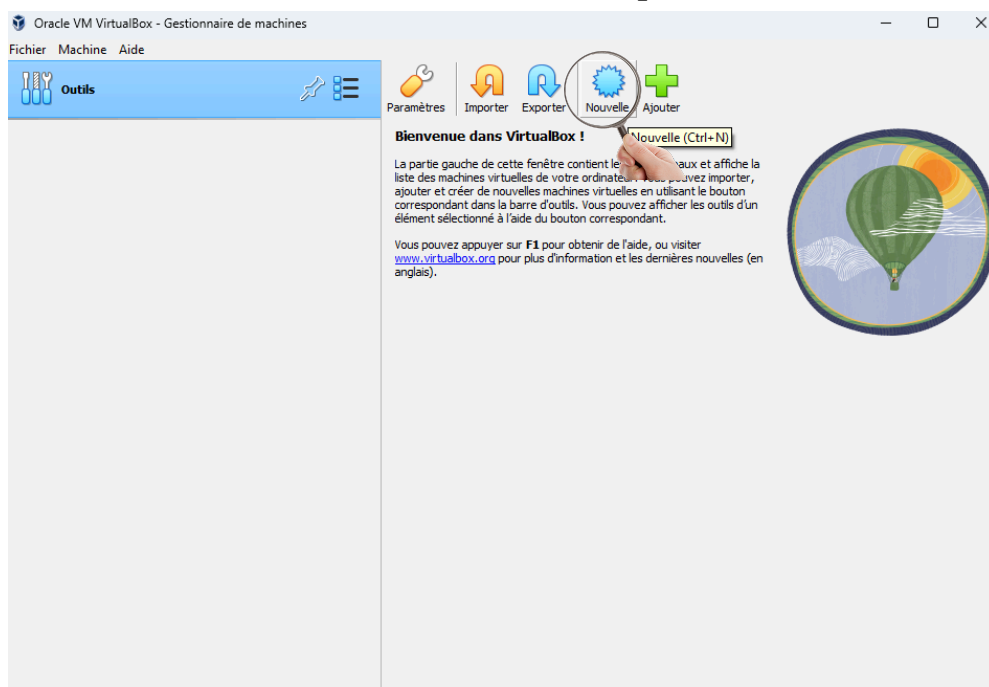 Oracle VM VirtualBox - Gestionnaire de machines
Fichier Machine Aide
Outils
Paramètres Importer Exporter Nouvelle Ajouter
Nouvelle (Ctrl+N)
Bienvenue dans VirtualBox !
La partie gauche de cette fenêtre contient et affiche la
liste des machines virtuelles de votre pouvez importer,
ajouter et créer de nouvelles machines virtuelles en utilisant le bouton
correspondant dans la barre d'outils. Vous pouvez afficher les outils d'un
élément sélectionné à l'aide du bouton correspondant.
Vous pouvez appuyer sur F1 pour obtenir de l'aide, ou visiter
www.virtualbox.org pour plus d'information et les dernières nouvelles (en
anglais).